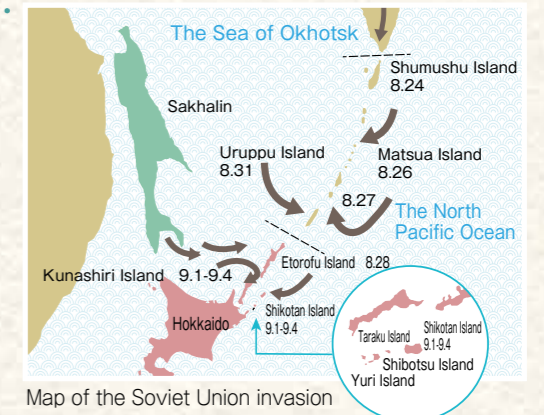 The Sea of Okhotsk
Shumushu Island
8.24
Sakhalin
Uruppu Island
8.31
Matsua Island
8.26
8.27
The North
Pacific Ocean
Etorofu Island 8.28
Kunashiri Island 9.1-9.4
Shikotan Island
9.1-9.4
Hokkaido
Taraku Island
Shikotan Island
9.1-9.4
Shibotsu Island
Yuri Island
Map of the Soviet Union invasion